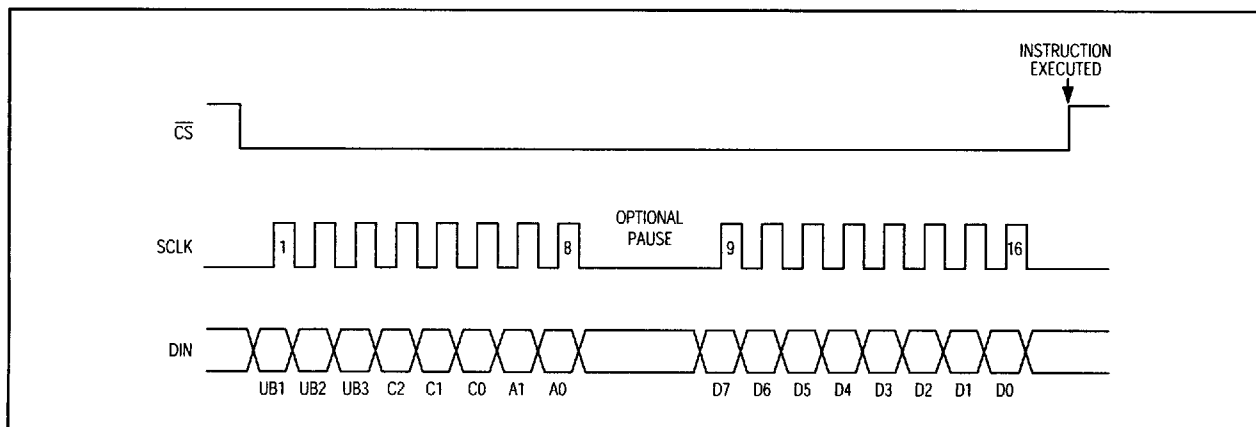 INSTRUCTION
EXECUTED
CS
OPTIONAL
PAUSE
SCLK
1
8
9
16
DIN
UB1 UB2 UB3 C2 C1 C0 A1 A0 D7 D6 D5 D4 D3 D2 D1 D0